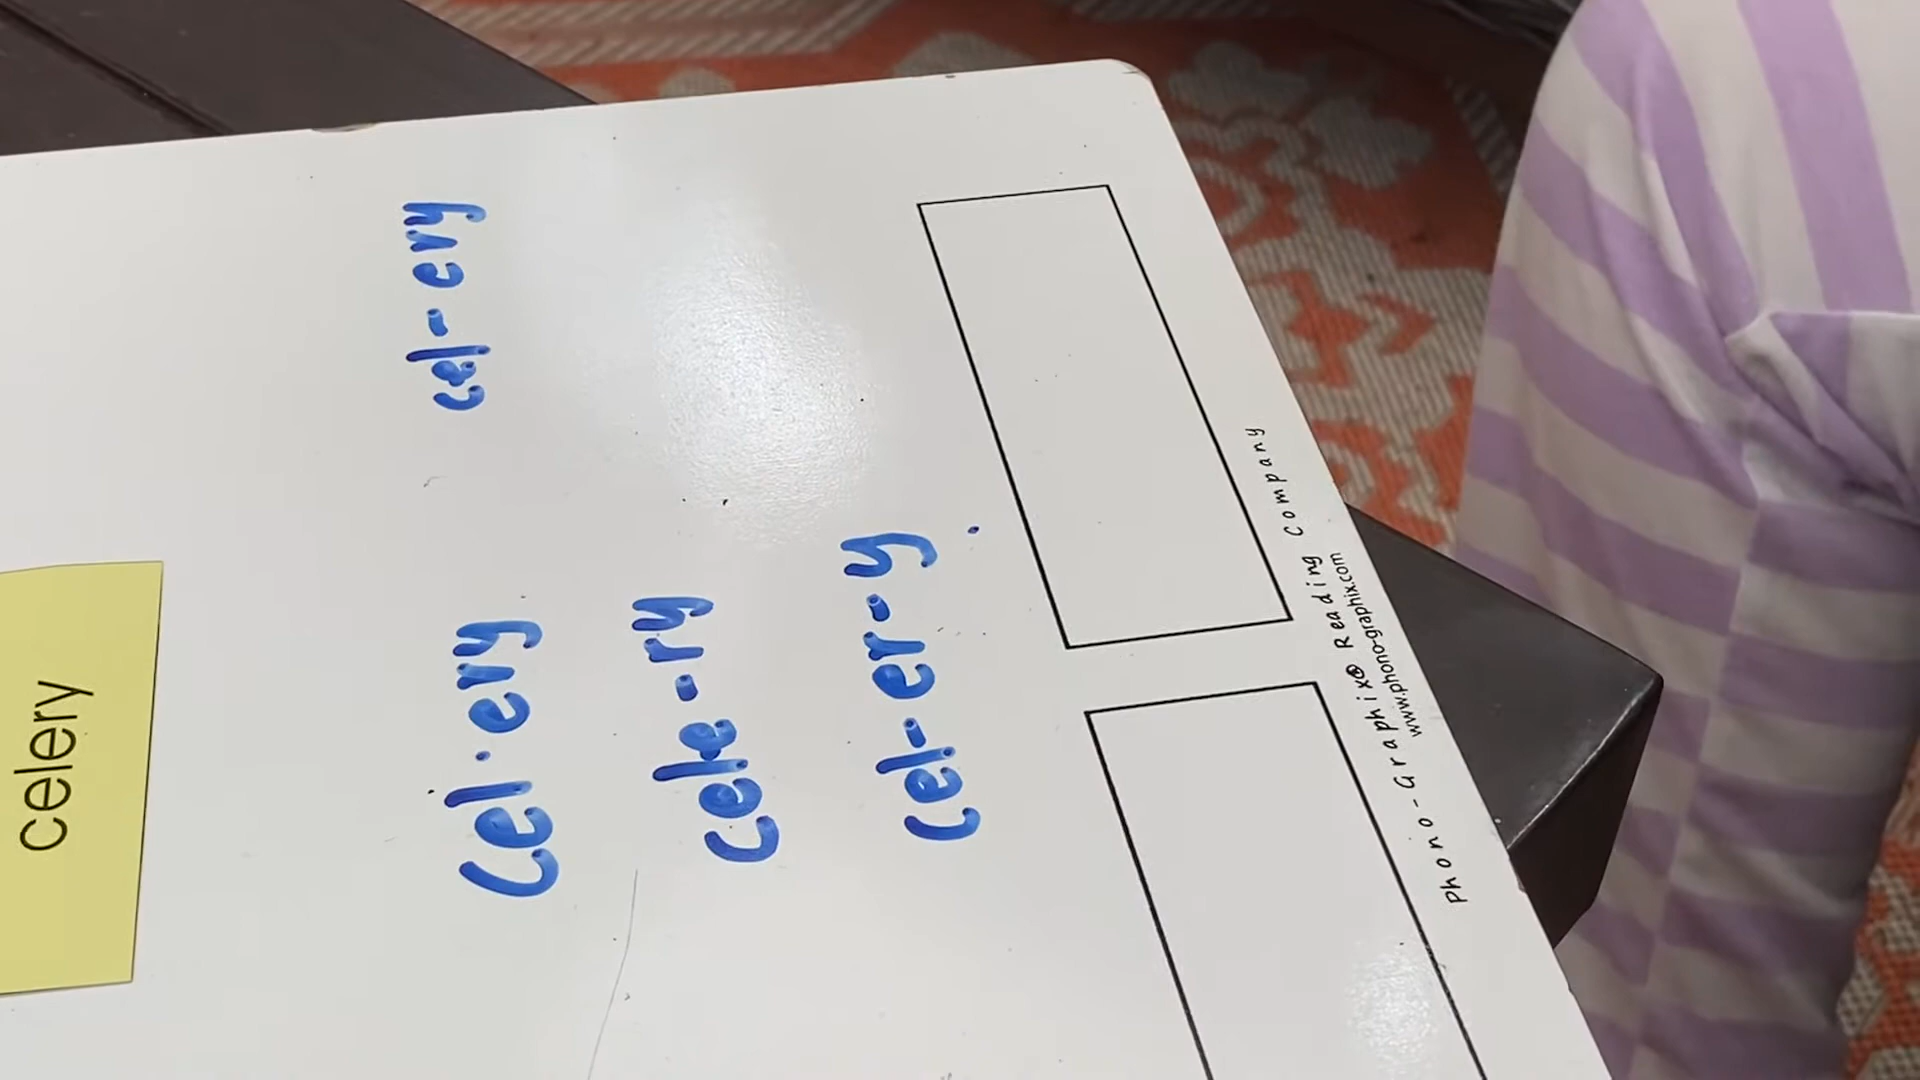 celery
cel-ery
cel·ery
cele-ry
cel-er-y
Phono-Graphix® Reading Company
www.phono-graphix.com